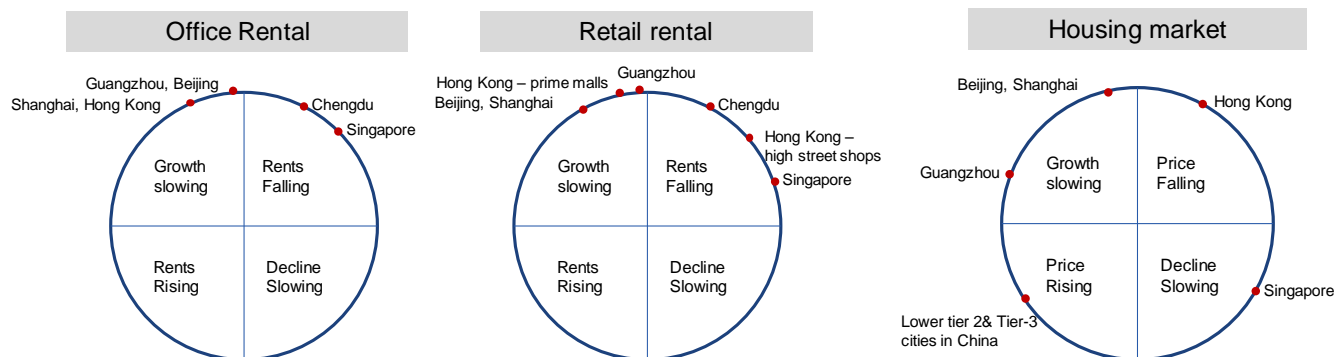 Office Rental
Guangzhou, Beijing
Shanghai, Hong Kong
Chengdu
Singapore
Growth
slowing
Rents
Falling
Rents
Rising
Decline
Slowing
Retail rental
Guangzhou
Hong Kong – prime malls
Beijing, Shanghai
Chengdu
Hong Kong –
high street shops
Singapore
Growth
slowing
Rents
Falling
Rents
Rising
Decline
Slowing
Housing market
Beijing, Shanghai
Hong Kong
Guangzhou
Growth
slowing
Price
Falling
Price
Rising
Decline
Slowing
Singapore
Lower tier 2& Tier-3
cities in China